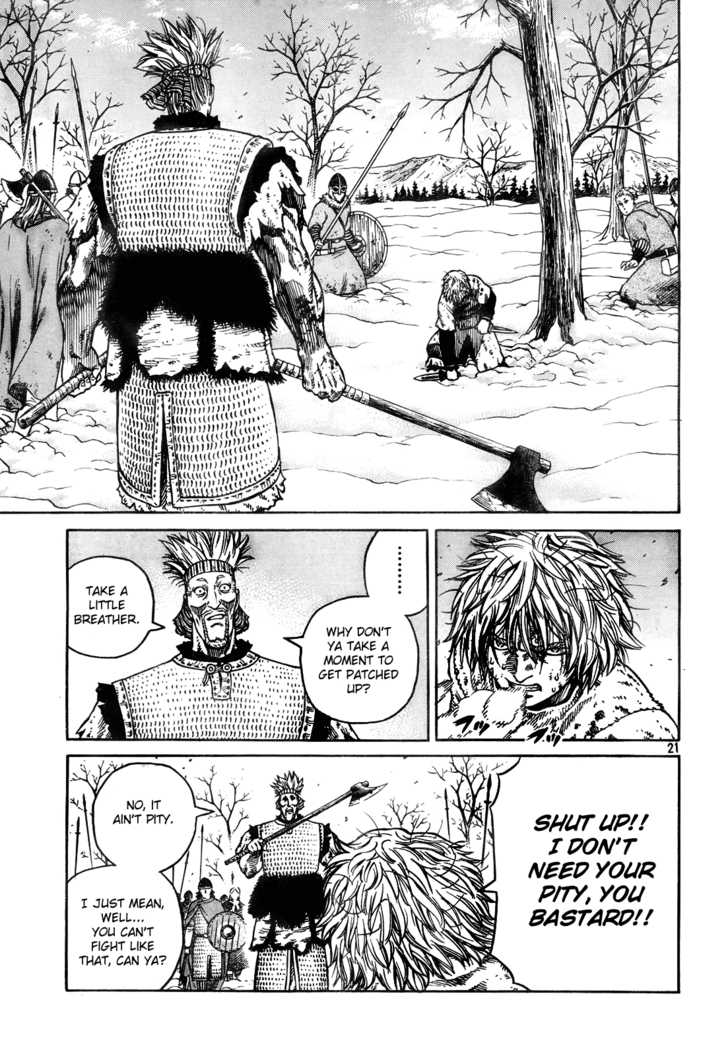 ........
WHY DON'T
YA TAKE A
MOMENT TO
GET PATCHED
UP?
TAKE A
LITTLE
BREATHER.
21
SHUT UP!!
I DON'T
NEED YOUR
PITY, YOU
BASTARD!!
NO, IT
AIN'T PITY.
I JUST MEAN,
WELL...
YOU CAN'T
FIGHT LIKE
THAT, CAN YA?